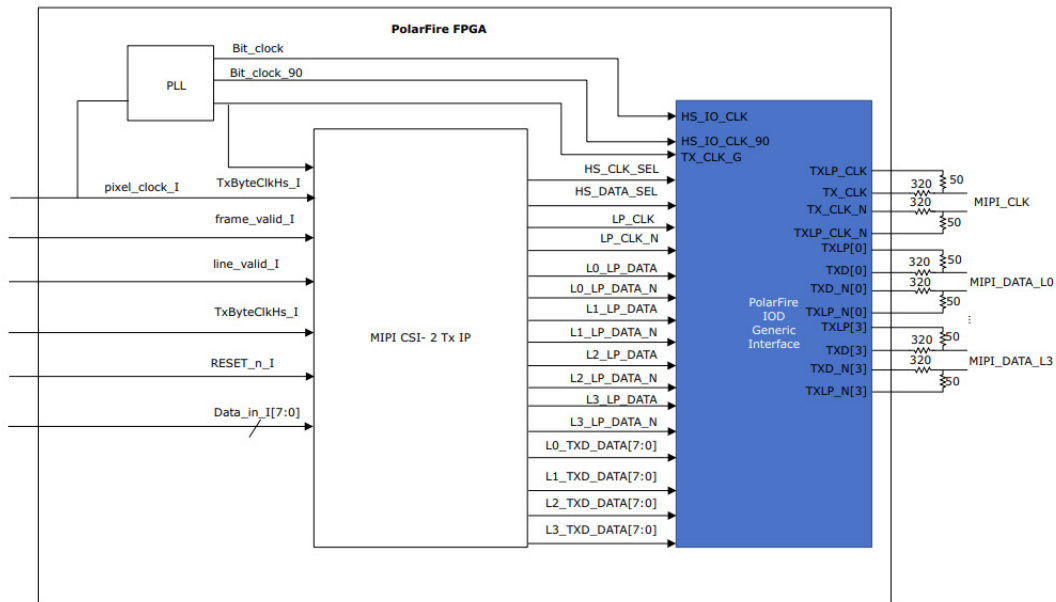 PolarFire FPGA
PLL
Bit_clock
Bit_clock_90
pixel_clock_I
TxByteClkHs_I
frame_valid_I
line_valid_I
TxByteClkHs_I
RESET_n_I
Data_in_I[7:0]
MIPI CSI- 2 Tx IP
HS_CLK_SEL
HS_DATA_SEL
LP_CLK
LP_CLK_N
L0_LP_DATA
L0_LP_DATA_N
L1_LP_DATA
L1_LP_DATA_N
L2_LP_DATA
L2_LP_DATA_N
L3_LP_DATA
L3_LP_DATA_N
L0_TXD_DATA[7:0]
L1_TXD_DATA[7:0]
L2_TXD_DATA[7:0]
L3_TXD_DATA[7:0]
HS_IO_CLK
HS_IO_CLK_90
TX_CLK_G
PolarFire
IOD
Generic
Interface
TXLP_CLK
TX_CLK
TX_CLK_N
TXLP_CLK_N
TXLP[0]
TXD[0]
TXD_N[0]
TXLP_N[0]
TXLP[3]
TXD[3]
TXD_N[3]
TXLP_N[3]
320
50
320
50
MIPI_CLK
320
50
320
50
MIPI_DATA_L0
...
320
50
320
50
MIPI_DATA_L3